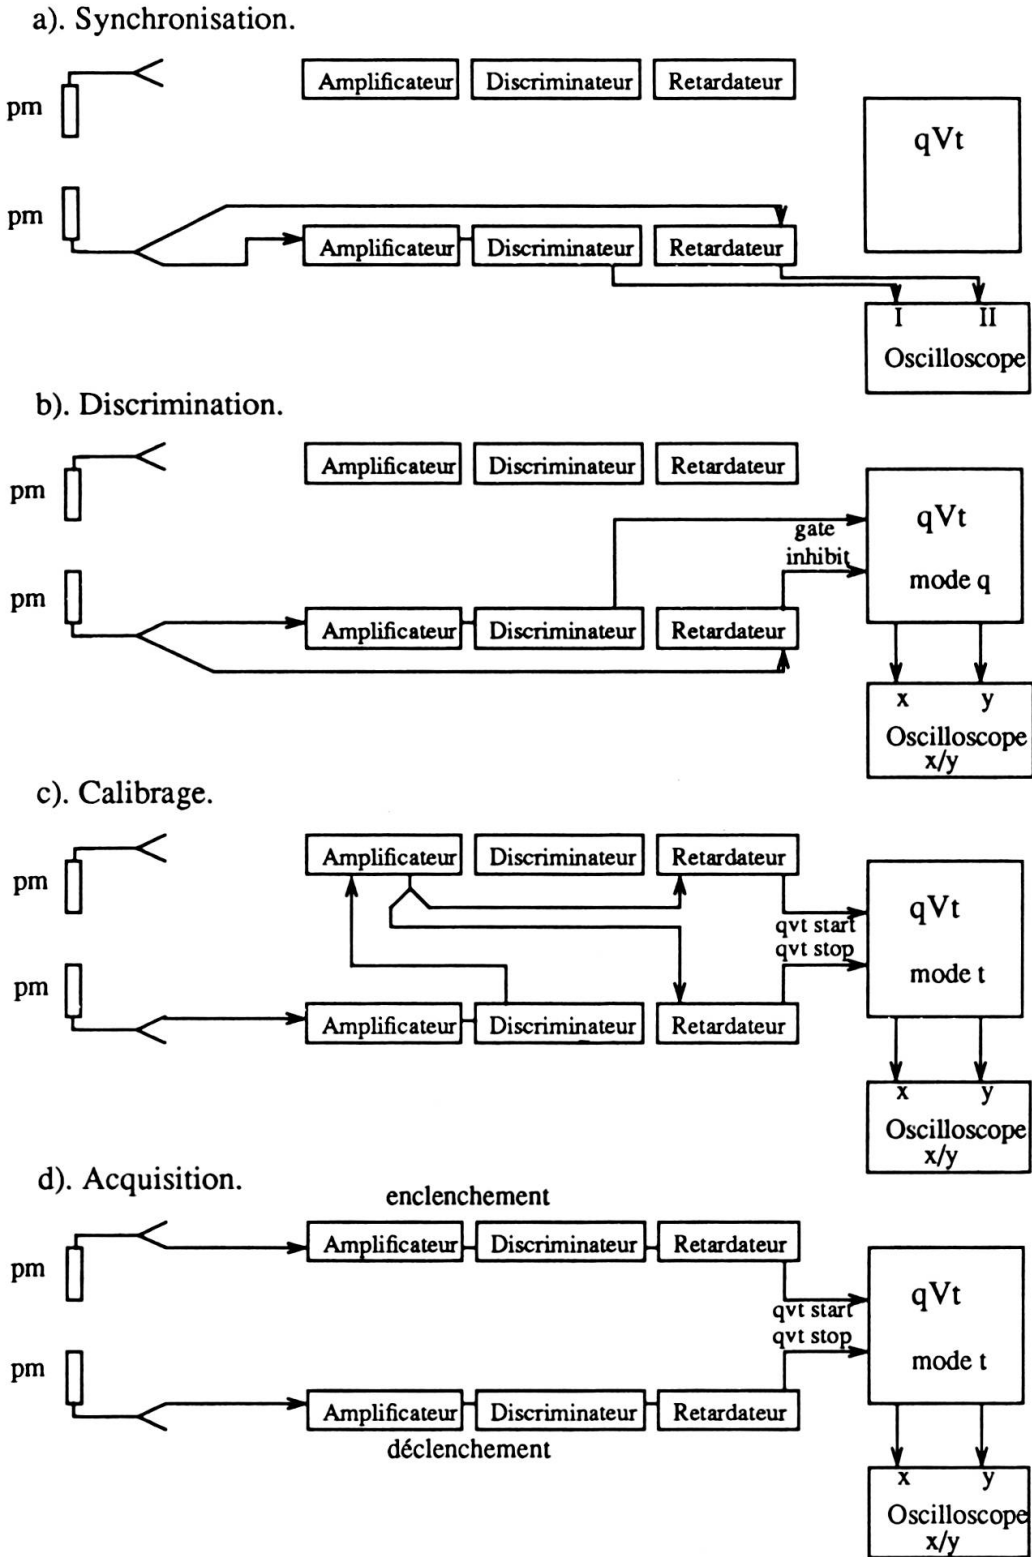 a). Synchronisation.
Amplificateur Discriminateur Retardateur
pm
qVt
pm
Amplificateur Discriminateur Retardateur
I II
Oscilloscope
b). Discrimination.
Amplificateur Discriminateur Retardateur
pm
qVt
gate
inhibit
mode q
pm
Amplificateur Discriminateur Retardateur
x y
Oscilloscope
x/y
c). Calibrage.
Amplificateur Discriminateur Retardateur
pm
qVt
qvt start
qvt stop
mode t
pm
Amplificateur Discriminateur Retardateur
x y
Oscilloscope
x/y
d). Acquisition.
enclenchement
Amplificateur Discriminateur Retardateur
pm
qVt
qvt start
qvt stop
mode t
pm
Amplificateur Discriminateur Retardateur
déclenchement
x y
Oscilloscope
x/y